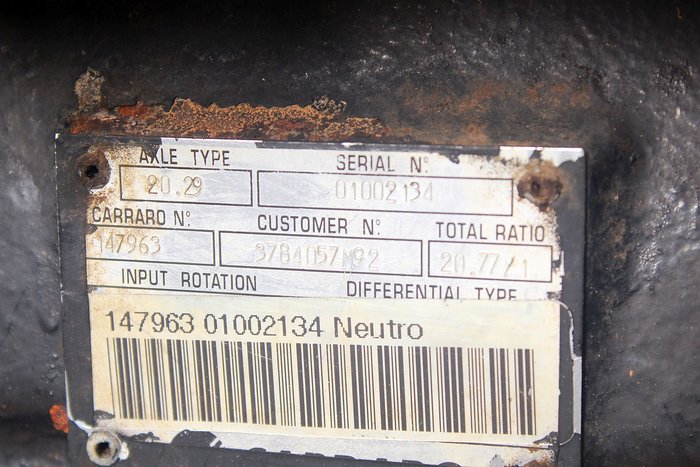 AXLE TYPE SERIAL N°
20.29 01002134
CARRARO N° CUSTOMER N° TOTAL RATIO
147963 3784057M92 20.77/1
INPUT ROTATION DIFFERENTIAL TYPE
147963 01002134 Neutro